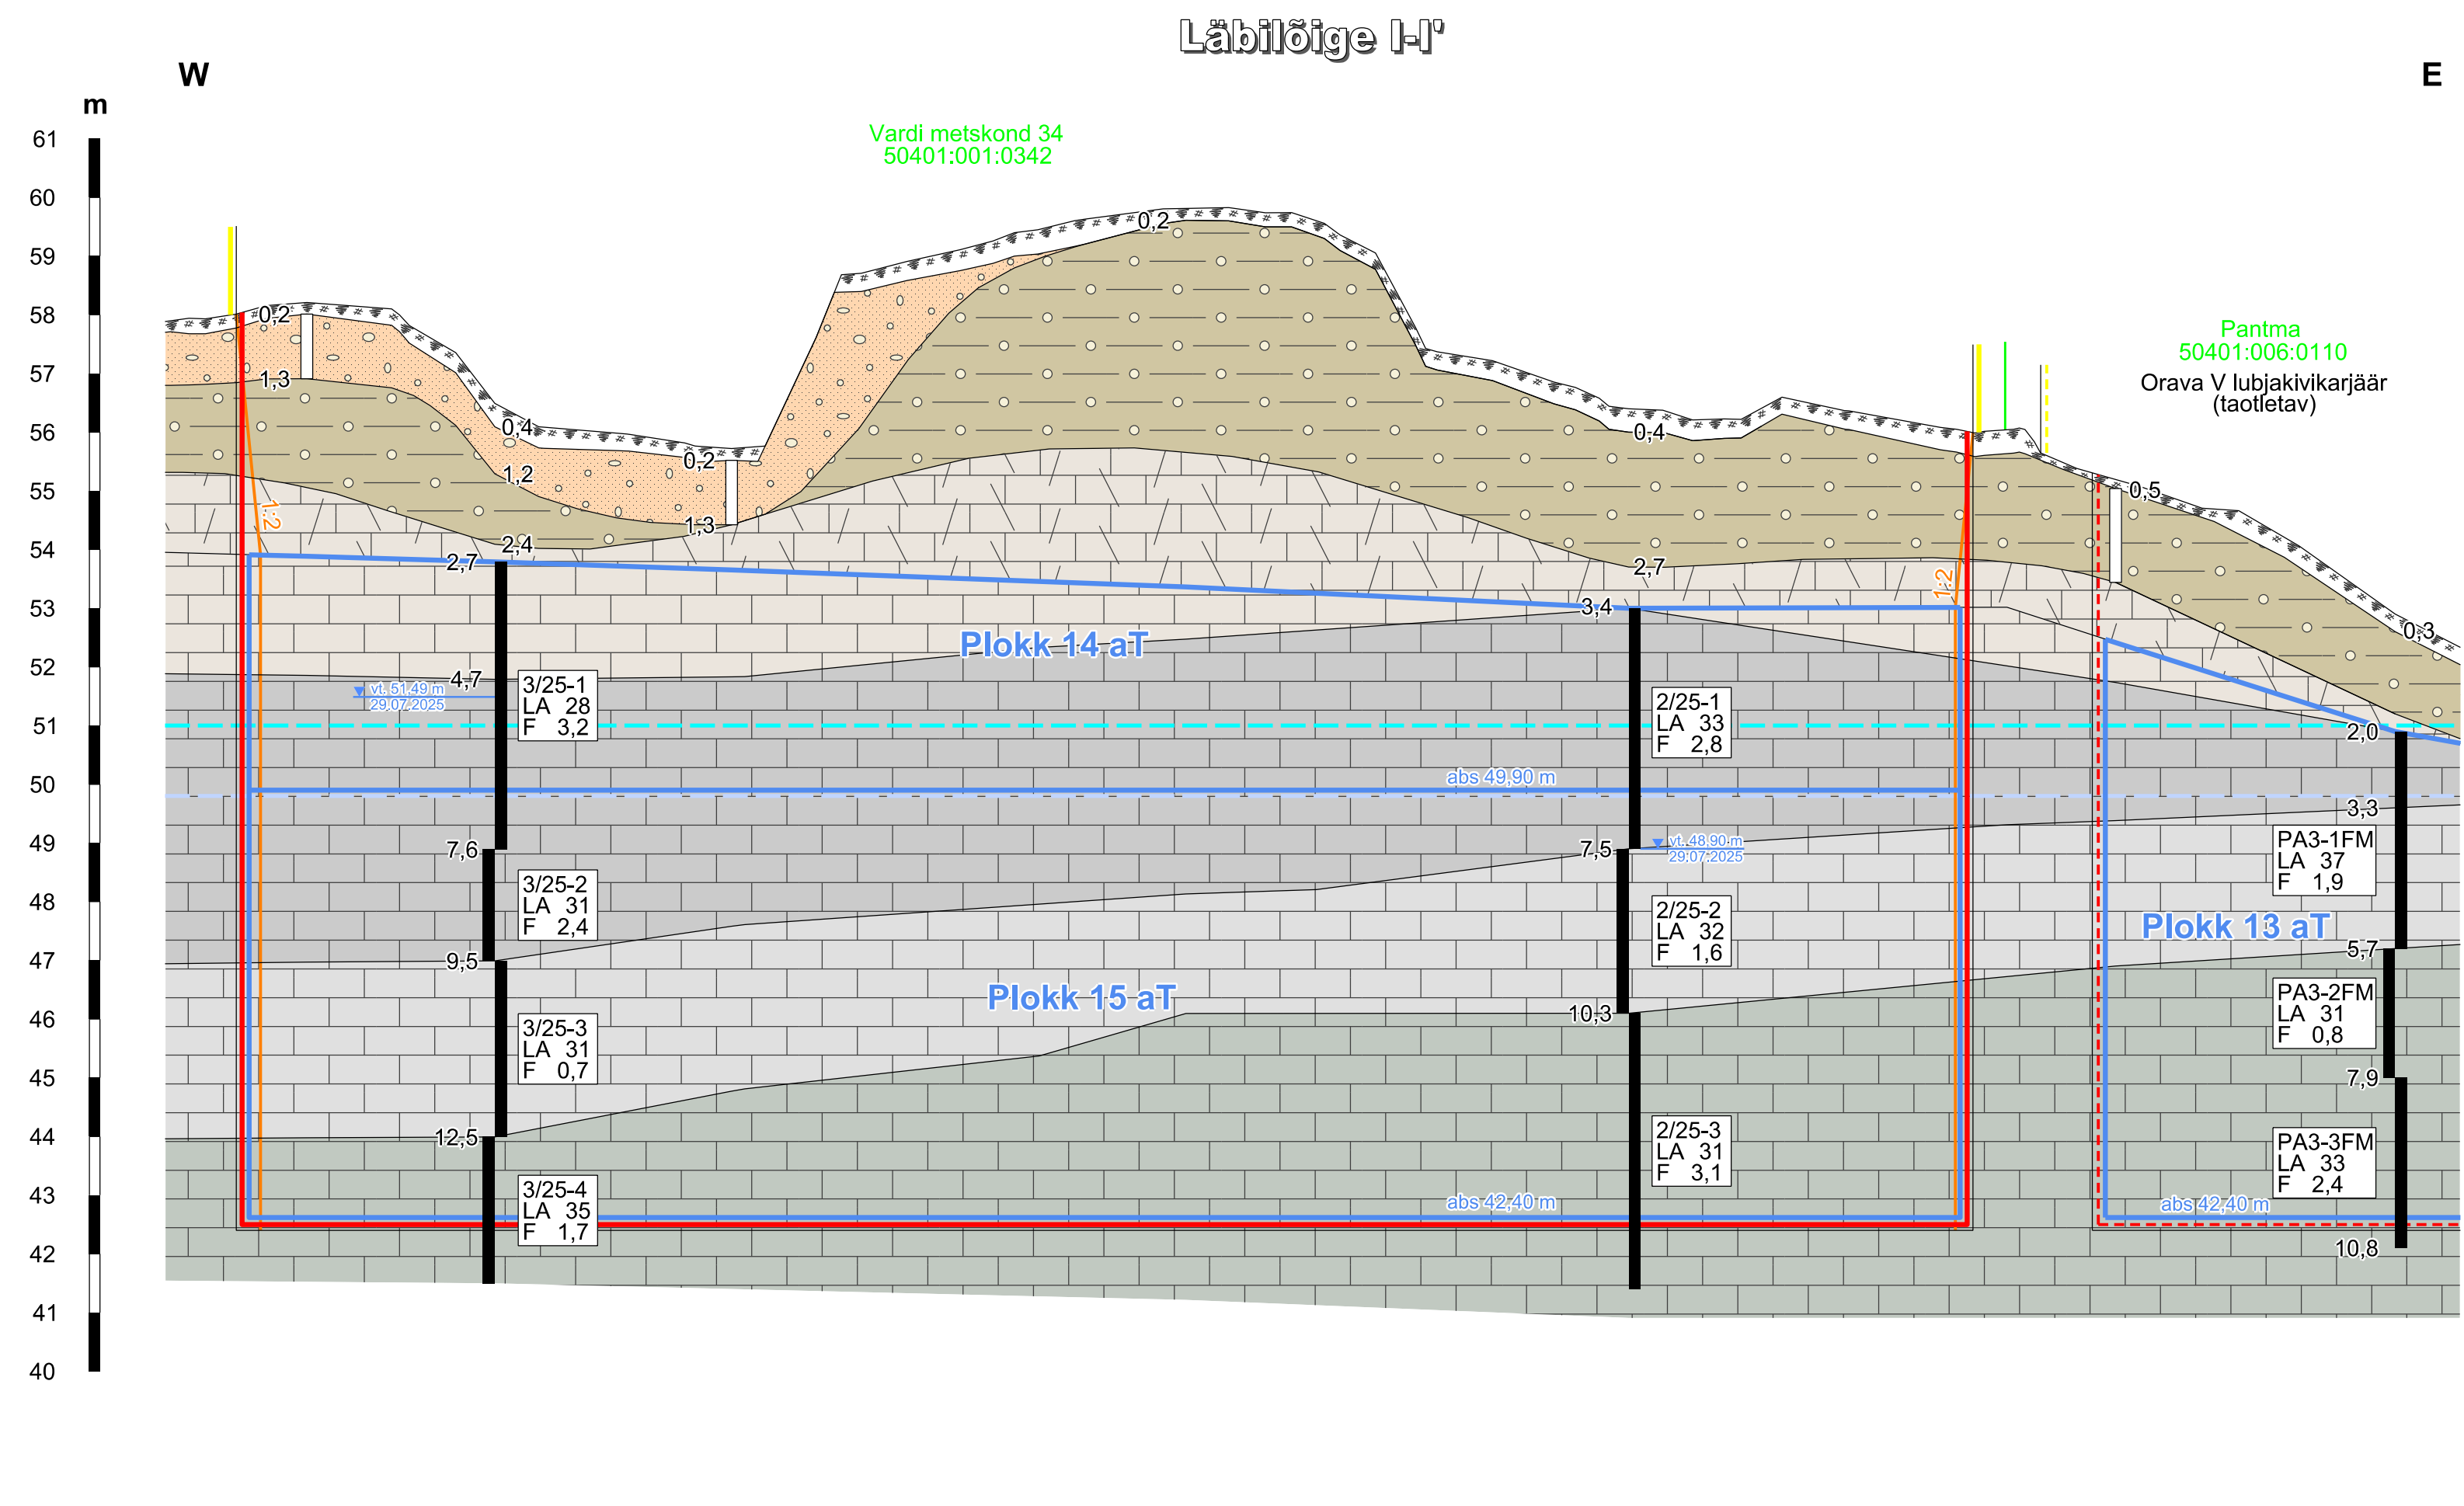 Läbilõige I-I'
W
E
m
61
60
59
58
57
56
55
54
53
52
51
50
49
48
47
46
45
44
43
42
41
40
Vardi metskond 34
50401:001:0342
Pantma
50401:006:0110
Orava V lubjakivikarjäär
(taotletav)
0,2
0,2
1,3
0,4
1,2
0,2
1,3
2,4
2,7
0,4
2,7
3,4
0,5
0,3
1:2
1:2
Plokk 14 aT
4,7
vt. 51,49 m
29.07.2025
3/25-1
LA 28
F 3,2
2/25-1
LA 33
F 2,8
2,0
abs 49,90 m
3,3
7,6
7,5
vt. 48,90 m
29.07.2025
PA3-1FM
LA 37
F 1,9
3/25-2
LA 31
F 2,4
2/25-2
LA 32
F 1,6
Plokk 13 aT
9,5
5,7
Plokk 15 aT
10,3
3/25-3
LA 31
F 0,7
PA3-2FM
LA 31
F 0,8
7,9
12,5
2/25-3
LA 31
F 3,1
PA3-3FM
LA 33
F 2,4
3/25-4
LA 35
F 1,7
abs 42,40 m
abs 42,40 m
10,8